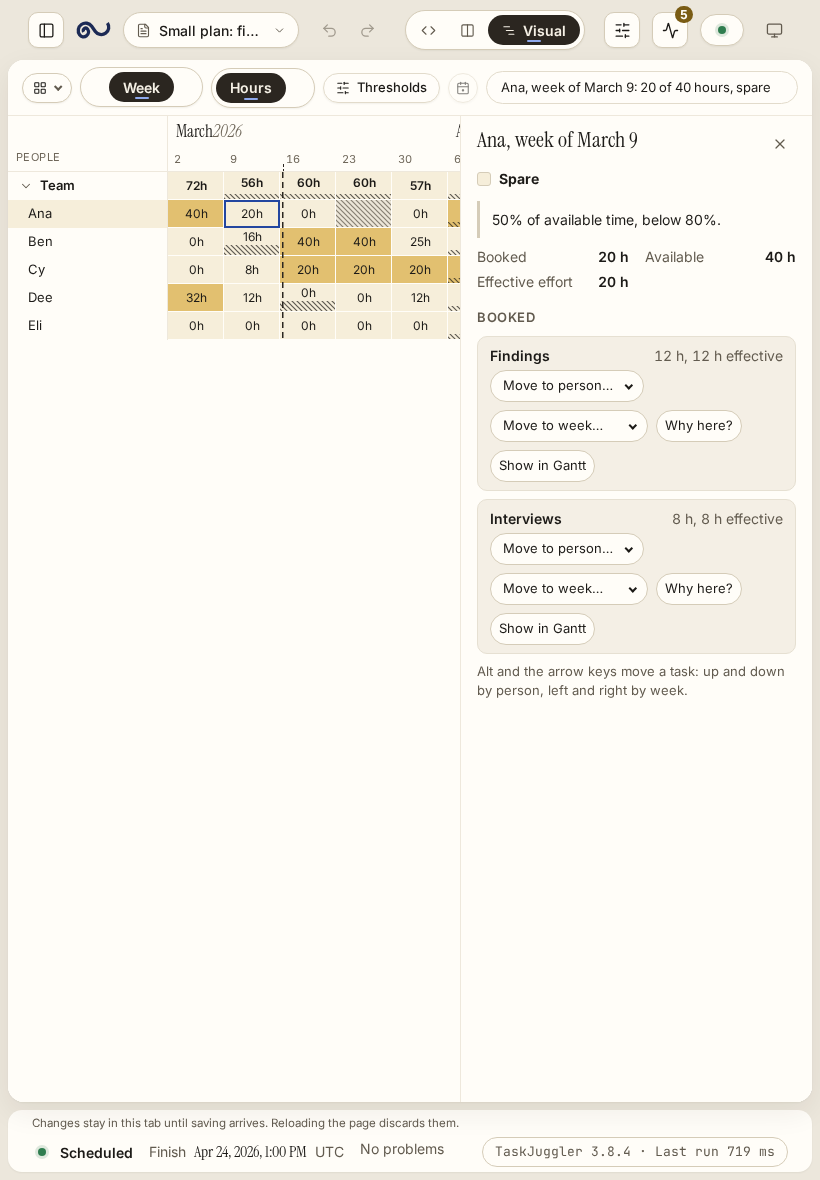 Small plan: fi...
Visual
5
Week
Hours
Thresholds
Ana, week of March 9: 20 of 40 hours, spare
March 2026
PEOPLE
2 9 16 23 30
Team 72h 56h 60h 60h 57h
Ana 40h 20h 0h 0h
Ben 0h 16h 40h 40h 25h
Cy 0h 8h 20h 20h 20h
Dee 32h 12h 0h 0h 12h
Eli 0h 0h 0h 0h 0h
Ana, week of March 9
Spare
50% of available time, below 80%.
Booked 20 h Available 40 h
Effective effort 20 h
BOOKED
Findings 12 h, 12 h effective
Move to person...
Move to week... Why here?
Show in Gantt
Interviews 8 h, 8 h effective
Move to person...
Move to week... Why here?
Show in Gantt
Alt and the arrow keys move a task: up and down
by person, left and right by week.
Changes stay in this tab until saving arrives. Reloading the page discards them.
Scheduled Finish Apr 24, 2026, 1:00 PM UTC No problems TaskJuggler 3.8.4 · Last run 719 ms